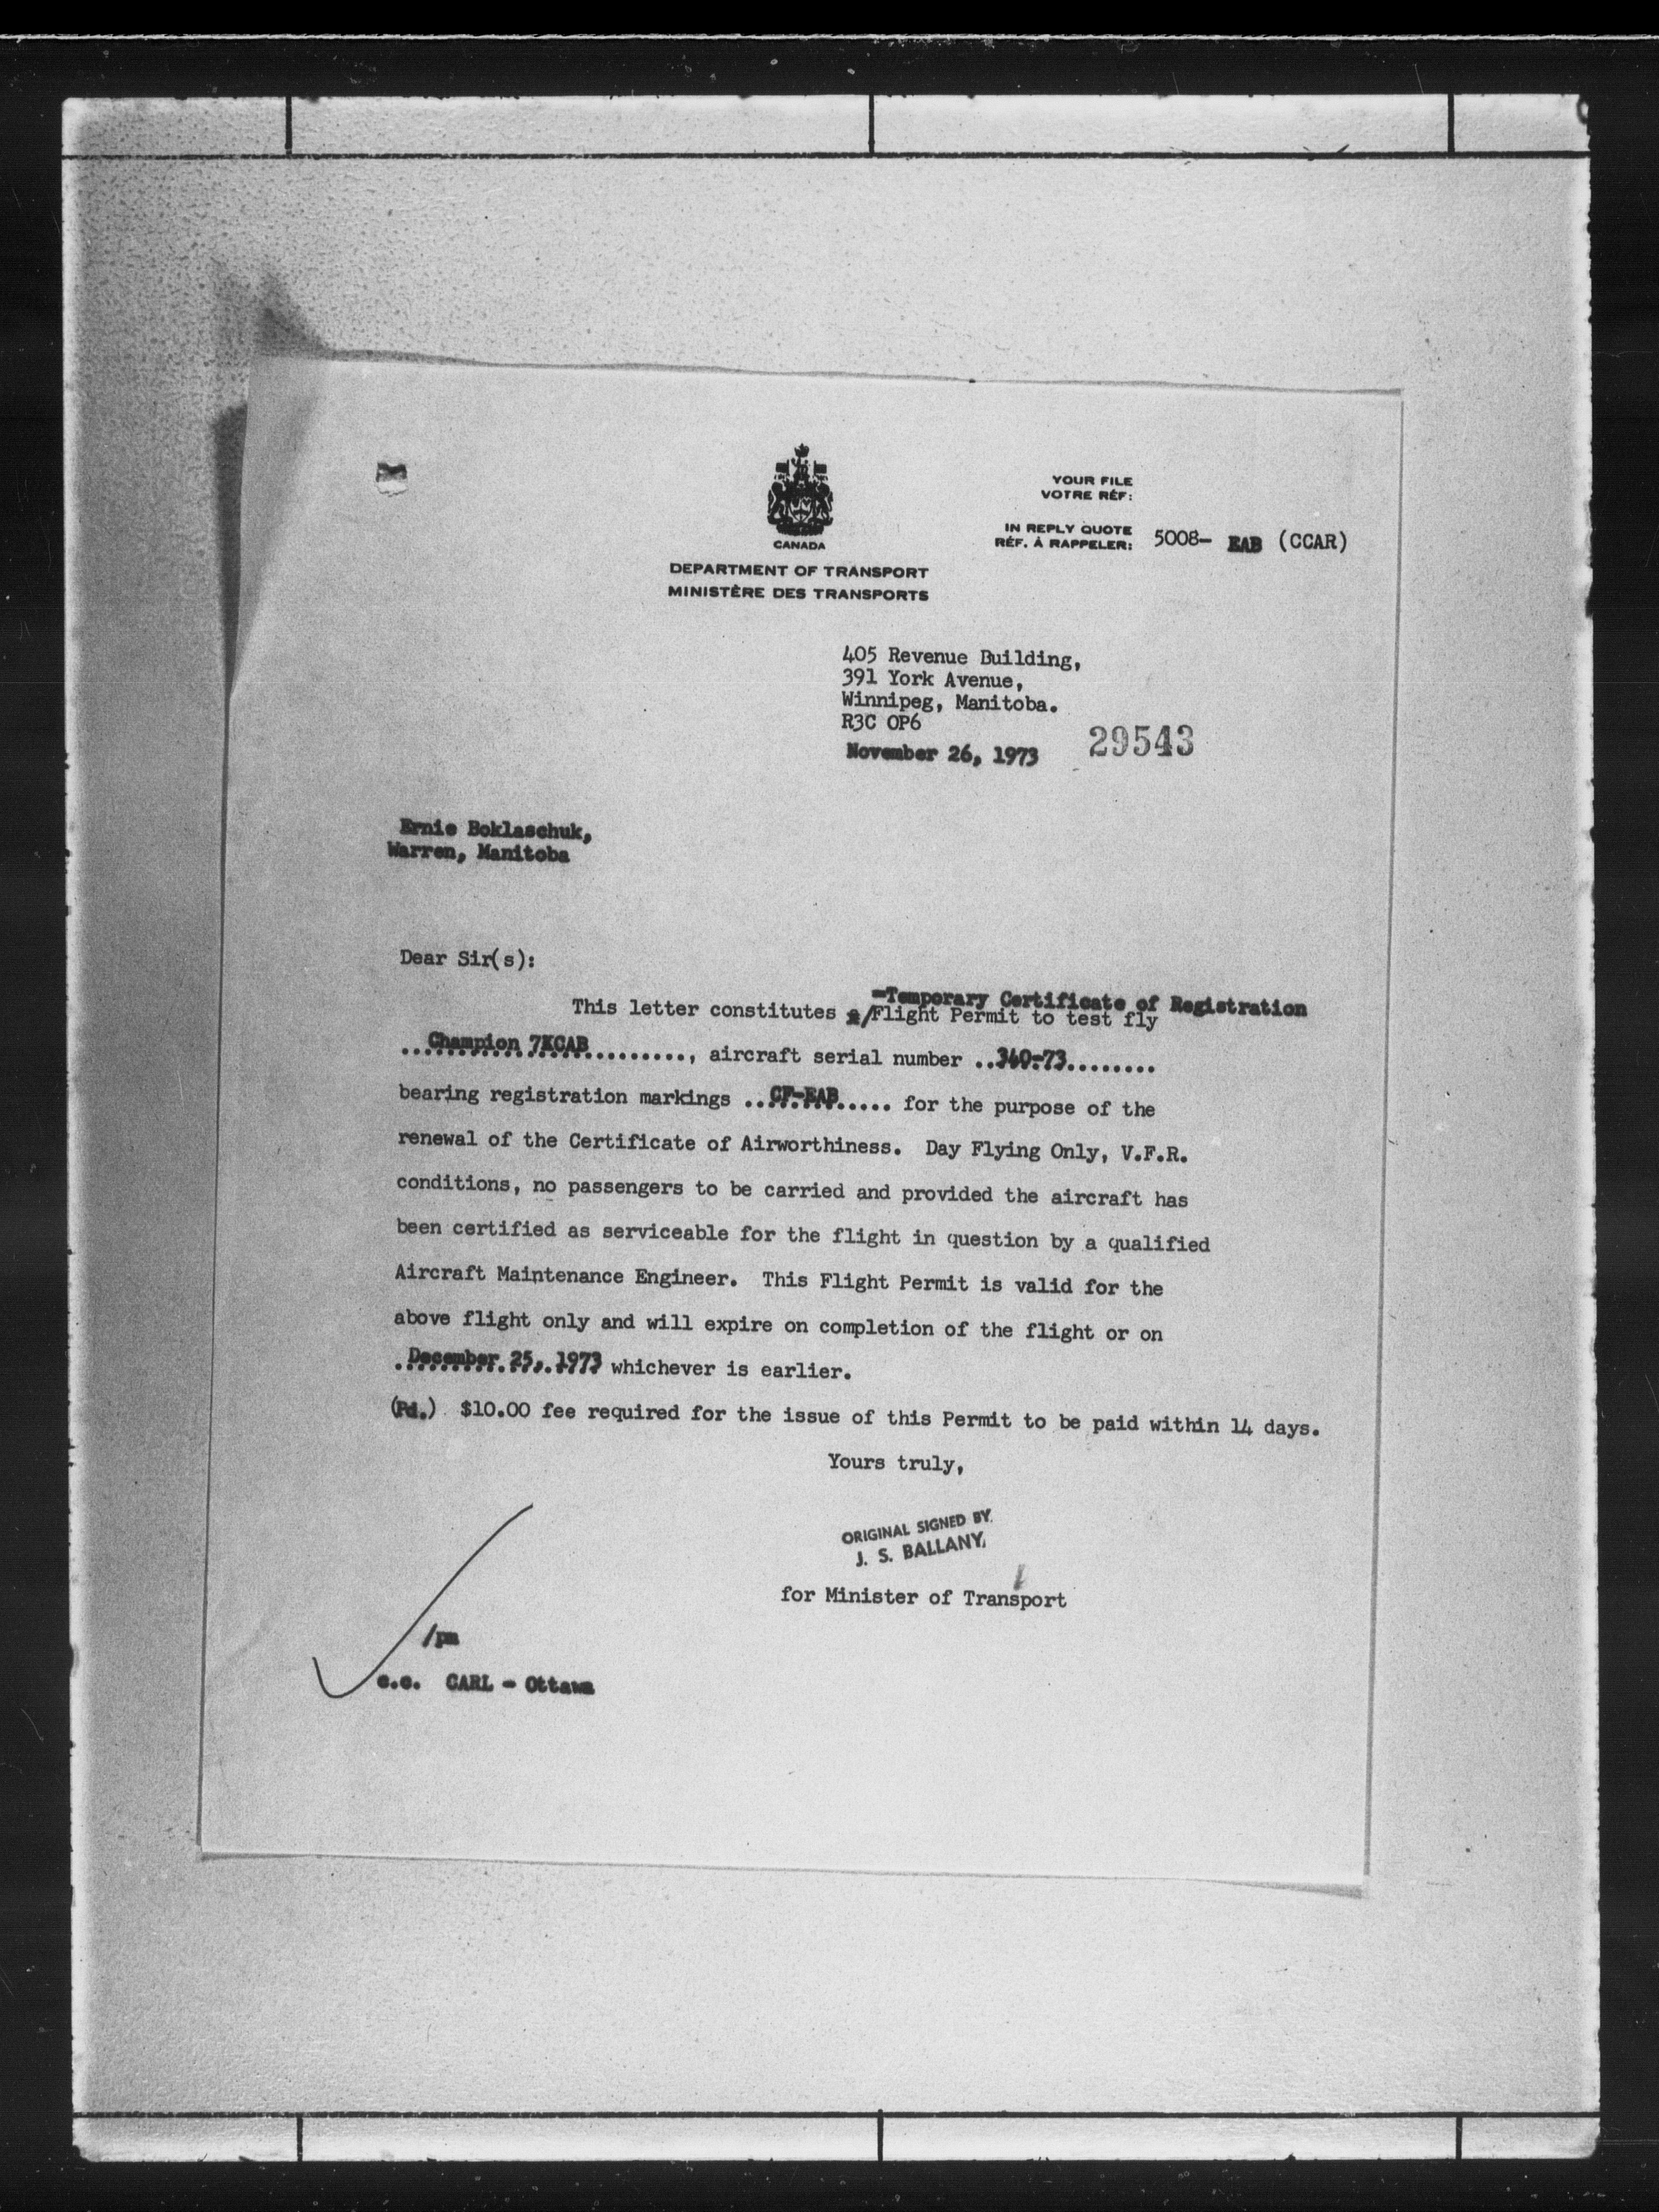 CANADA
DEPARTMENT OF TRANSPORT
MINISTÈRE DES TRANSPORTS
YOUR FILE
VOTRE RÉF:
IN REPLY QUOTE
RÉF. À RAPPELER: 5008- EAB (CCAR)
405 Revenue Building,
391 York Avenue,
Winnipeg, Manitoba.
R3C OP6
November 26, 1973 29543
Ernie Boklaschuk,
Warren, Manitoba
Dear Sir(s):
-Temporary Certificate of Registration
This letter constitutes a/Flight Permit to test fly
Champion 7KCAB..........., aircraft serial number ..340-73.........
bearing registration markings ...CF-EAB..... for the purpose of the
renewal of the Certificate of Airworthiness. Day Flying Only, V.F.R.
conditions, no passengers to be carried and provided the aircraft has
been certified as serviceable for the flight in question by a qualified
Aircraft Maintenance Engineer. This Flight Permit is valid for the
above flight only and will expire on completion of the flight or on
.December 25, 1973 whichever is earlier.
(Pd.) $10.00 fee required for the issue of this Permit to be paid within 14 days.
Yours truly,
ORIGINAL SIGNED BY
J. S. BALLANY
for Minister of Transport
/pm
c.c. CARL - Ottawa